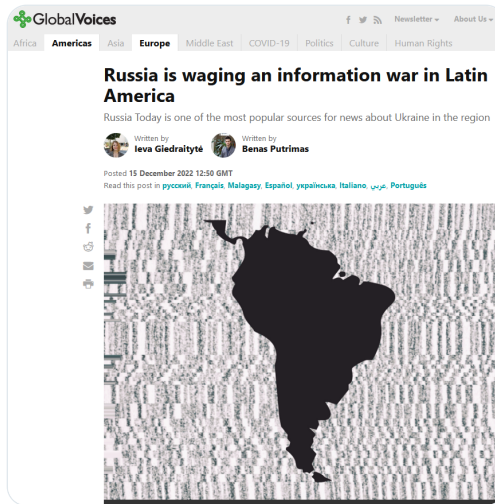 GlobalVoices
Newsletter
About Us
Africa Americas Asia Europe Middle East COVID-19 Politics Culture Human Rights
Russia is waging an information war in Latin
America
Russia Today is one of the most popular sources for news about Ukraine in the region
Written by
Ieva Giedraitytė
Written by
Benas Putrimas
Posted 15 December 2022 12:50 GMT
Read this post in русский, Français, Malagasy, Español, українська, Italiano, عربي, Português